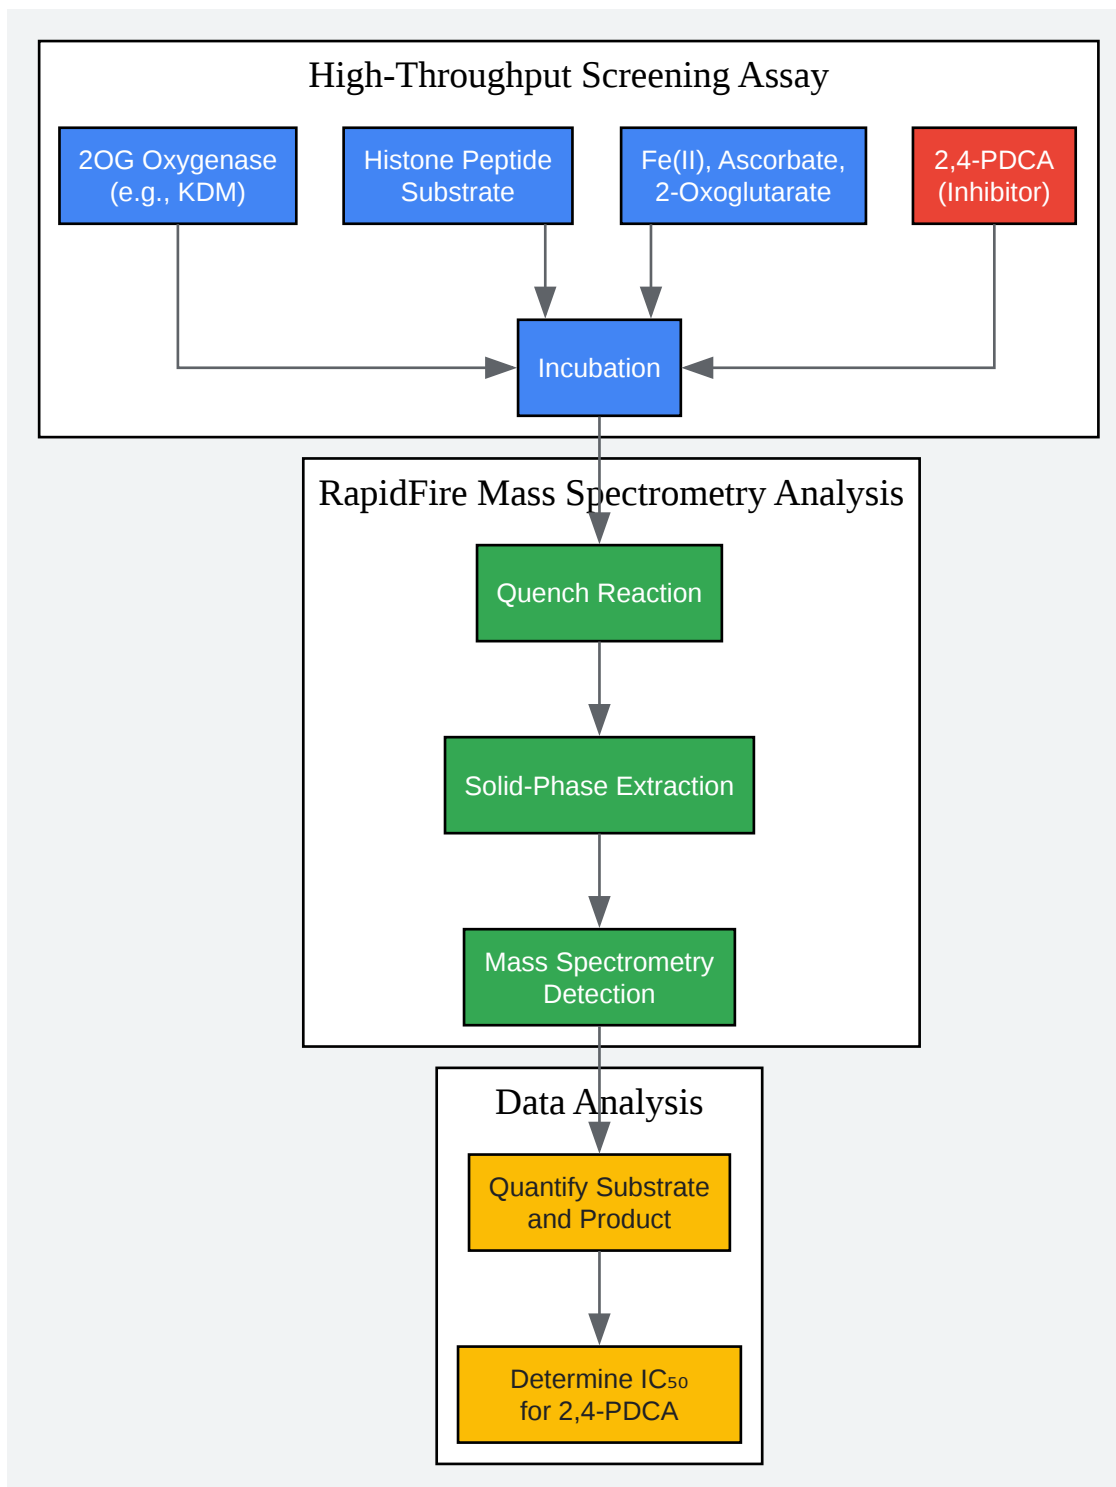 High-Throughput Screening Assay
2OG Oxygenase
(e.g., KDM)
Histone Peptide
Substrate
Fe(II), Ascorbate,
2-Oxoglutarate
2,4-PDCA
(Inhibitor)
Incubation
RapidFire Mass Spectrometry Analysis
Quench Reaction
Solid-Phase Extraction
Mass Spectrometry
Detection
Data Analysis
Quantify Substrate
and Product
Determine IC₅₀
for 2,4-PDCA